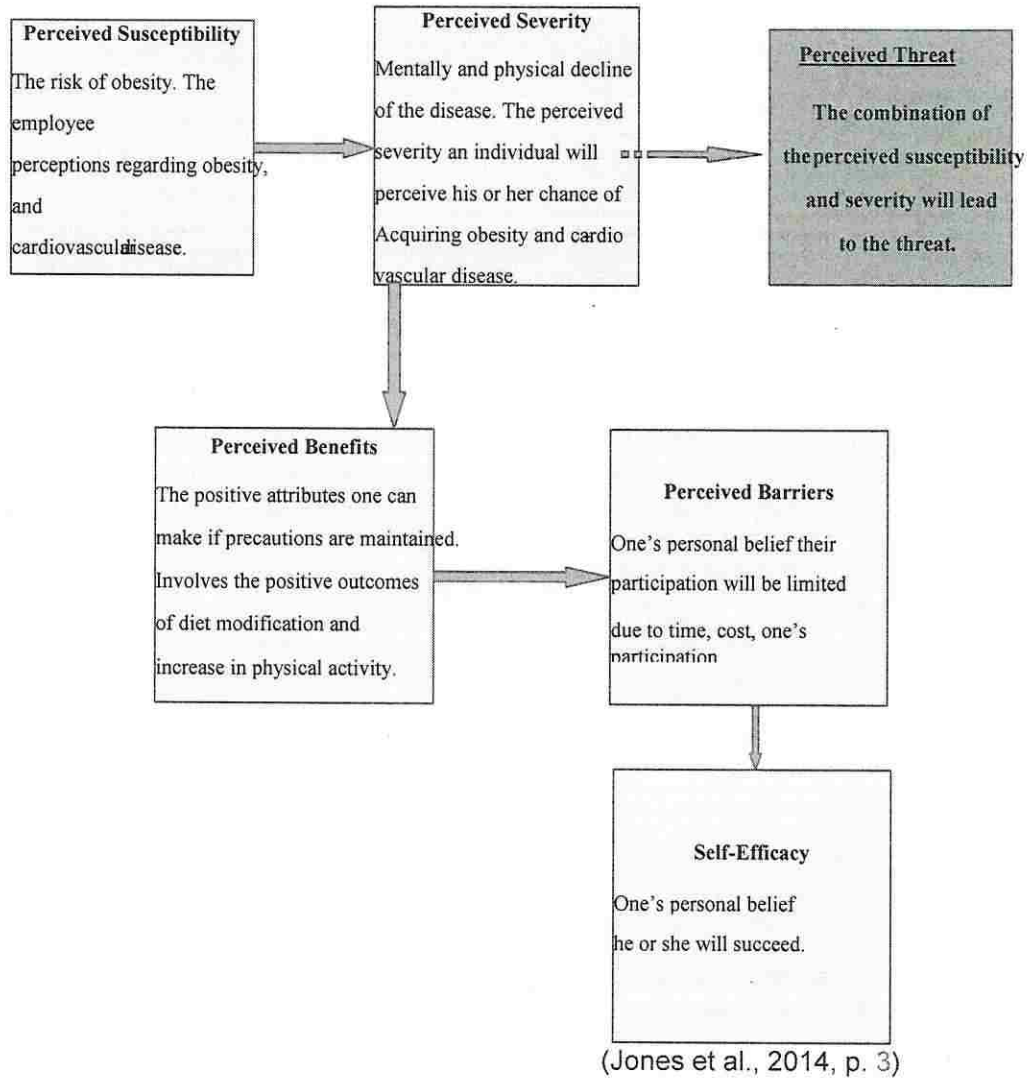 Perceived Susceptibility
The risk of obesity. The
employee
perceptions regarding obesity,
and
cardiovascular disease.
Perceived Severity
Mentally and physical decline
of the disease. The perceived
severity an individual will
perceive his or her chance of
Acquiring obesity and cardio
vascular disease.
Perceived Threat
The combination of
the perceived susceptibility
and severity will lead
to the threat.
Perceived Benefits
The positive attributes one can
make if precautions are maintained.
Involves the positive outcomes
of diet modification and
increase in physical activity.
Perceived Barriers
One's personal belief their
participation will be limited
due to time, cost, one's
participation
Self-Efficacy
One's personal belief
he or she will succeed.
(Jones et al., 2014, p. 3)